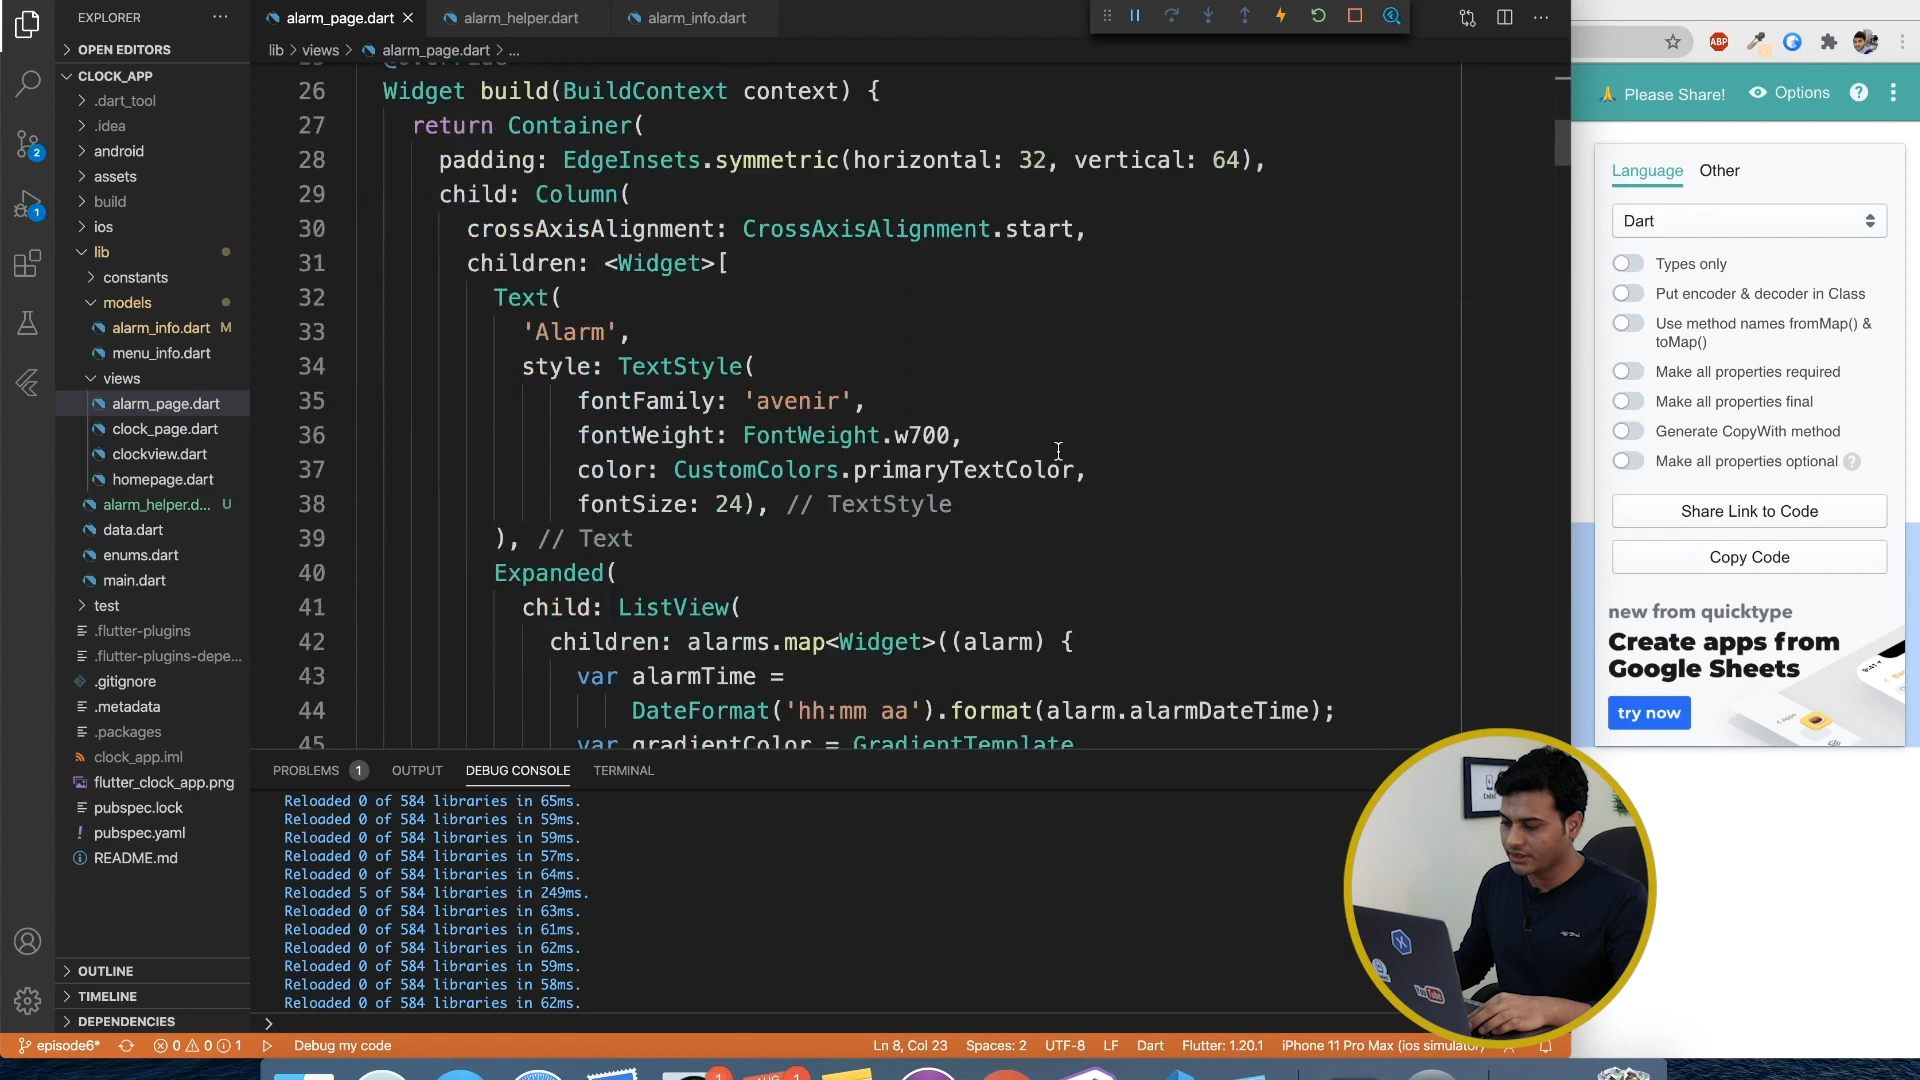 EXPLORER
alarm_page.dart
alarm_helper.dart
alarm_info.dart
OPEN EDITORS
lib > views > alarm_page.dart > ...
CLOCK_APP
.dart_tool
.idea
android
assets
build
ios
lib
constants
models
alarm_info.dart M
menu_info.dart
views
alarm_page.dart
clock_page.dart
clockview.dart
homepage.dart
alarm_helper.d... U
data.dart
enums.dart
main.dart
test
.flutter-plugins
.flutter-plugins-depe...
.gitignore
.metadata
.packages
clock_app.iml
flutter_clock_app.png
pubspec.lock
pubspec.yaml
README.md
OUTLINE
TIMELINE
DEPENDENCIES
2
1
26 Widget build(BuildContext context) {
27 return Container(
28 padding: EdgeInsets.symmetric(horizontal: 32, vertical: 64),
29 child: Column(
30 crossAxisAlignment: CrossAxisAlignment.start,
31 children: <Widget>[
32 Text(
33 'Alarm',
34 style: TextStyle(
35 fontFamily: 'avenir',
36 fontWeight: FontWeight.w700,
37 color: CustomColors.primaryTextColor,
38 fontSize: 24), // TextStyle
39 ), // Text
40 Expanded(
41 child: ListView(
42 children: alarms.map<Widget>((alarm) {
43 var alarmTime =
44 DateFormat('hh:mm aa').format(alarm.alarmDateTime);
45 var gradientColor = GradientTemplate
PROBLEMS 1 OUTPUT DEBUG CONSOLE TERMINAL
Reloaded 0 of 584 libraries in 65ms.
Reloaded 0 of 584 libraries in 59ms.
Reloaded 0 of 584 libraries in 59ms.
Reloaded 0 of 584 libraries in 57ms.
Reloaded 0 of 584 libraries in 64ms.
Reloaded 5 of 584 libraries in 249ms.
Reloaded 0 of 584 libraries in 63ms.
Reloaded 0 of 584 libraries in 61ms.
Reloaded 0 of 584 libraries in 62ms.
Reloaded 0 of 584 libraries in 59ms.
Reloaded 0 of 584 libraries in 58ms.
Reloaded 0 of 584 libraries in 62ms.
episode6* 0 0 1 Debug my code
Ln 8, Col 23 Spaces: 2 UTF-8 LF Dart Flutter: 1.20.1 iPhone 11 Pro Max (ios simulator)
ABP
Please Share! Options ?
Language Other
Dart
Types only
Put encoder & decoder in Class
Use method names fromMap() &
toMap()
Make all properties required
Make all properties final
Generate CopyWith method
Make all properties optional ?
Share Link to Code
Copy Code
new from quicktype
Create apps from
Google Sheets
try now
YouTube